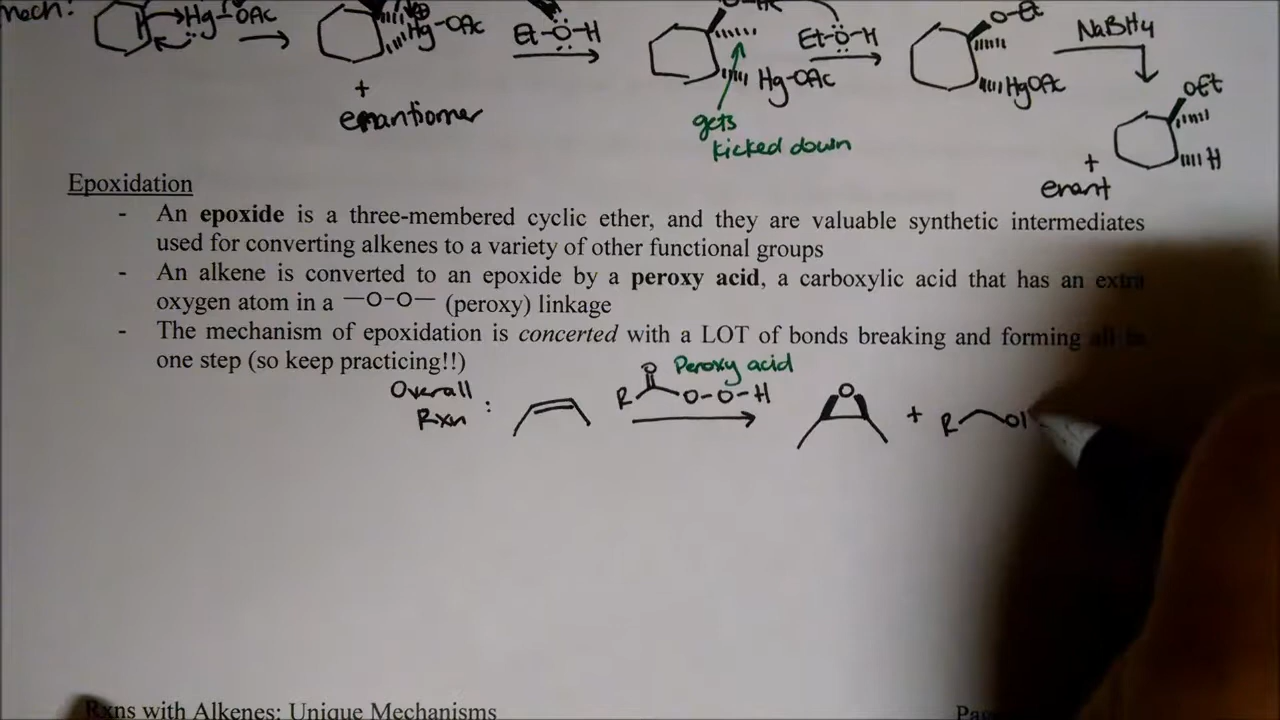 mech:
Hg-OAc
Hg-OAc
+
enantiomer
Et-Ö-H
Hg-OAc
gets
kicked down
Et-Ö-H
O-Et
HgOAc
NaBH4
OEt
H
+
enant
Epoxidation
- An epoxide is a three-membered cyclic ether, and they are valuable synthetic intermediates
used for converting alkenes to a variety of other functional groups
- An alkene is converted to an epoxide by a peroxy acid, a carboxylic acid that has an extra
oxygen atom in a —O-O— (peroxy) linkage
- The mechanism of epoxidation is concerted with a LOT of bonds breaking and forming all in
one step (so keep practicing!!)
Peroxy acid
Overall
Rxn :
O
R O-O-H
O
+ R
Rxns with Alkenes: Unique Mechanisms